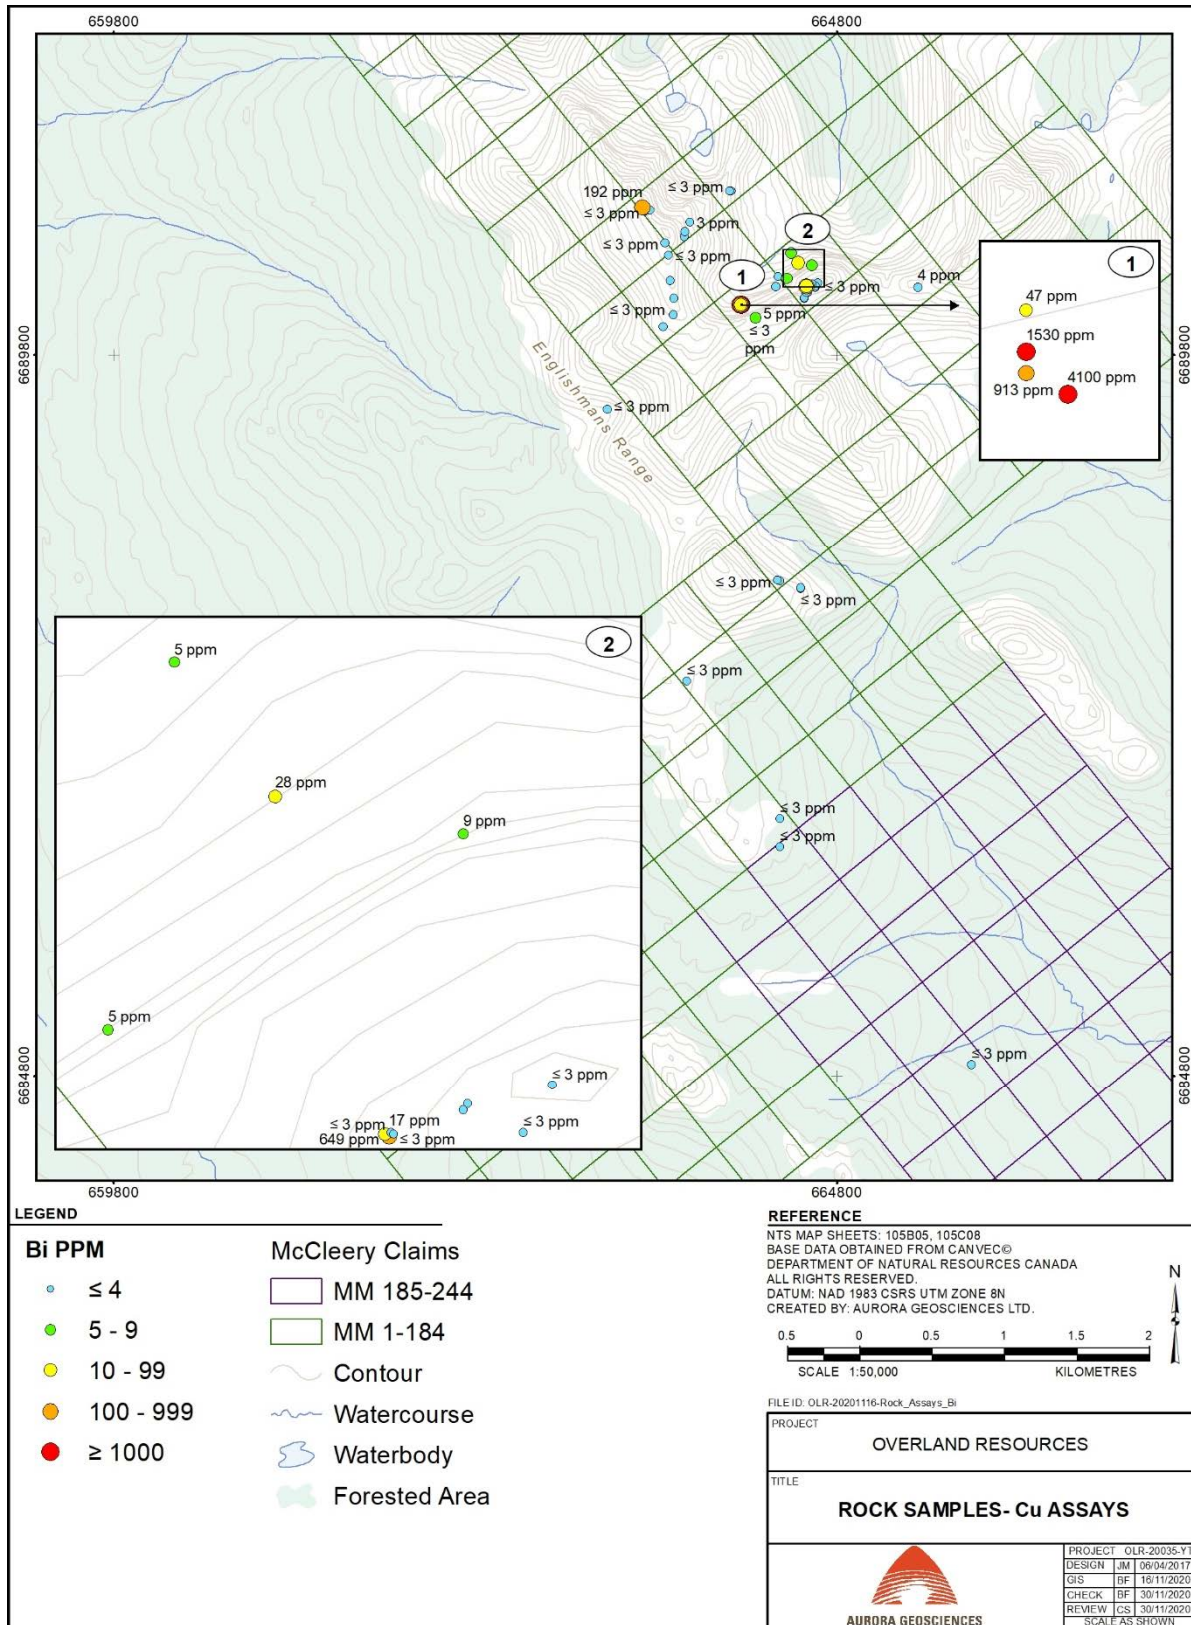 659800
664800
192 ppm
≤ 3 ppm
≤ 3 ppm
3 ppm
≤ 3 ppm
≤ 3 ppm
≤ 3 ppm
2
1
≤ 3 ppm
4 ppm
5 ppm
≤ 3
ppm
1
47 ppm
1530 ppm
913 ppm
4100 ppm
6689800
6689800
Englishmans Range
≤ 3 ppm
≤ 3 ppm
≤ 3 ppm
≤ 3 ppm
≤ 3 ppm
≤ 3 ppm
≤ 3 ppm
2
5 ppm
28 ppm
9 ppm
5 ppm
≤ 3 ppm
≤ 3 ppm
17 ppm
649 ppm
≤ 3 ppm
≤ 3 ppm
6684800
6684800
659800
664800
LEGEND
Bi PPM
≤ 4
5 - 9
10 - 99
100 - 999
≥ 1000
McCleery Claims
MM 185-244
MM 1-184
Contour
Watercourse
Waterbody
Forested Area
REFERENCE
NTS MAP SHEETS: 105B05, 105C08
BASE DATA OBTAINED FROM CANVEC©
DEPARTMENT OF NATURAL RESOURCES CANADA
ALL RIGHTS RESERVED.
DATUM: NAD 1983 CSRS UTM ZONE 8N
CREATED BY: AURORA GEOSCIENCES LTD.
N
0.5 0 0.5 1 1.5 2
SCALE 1:50,000 KILOMETRES
FILE ID: OLR-20201116-Rock_Assays_Bi
PROJECT
OVERLAND RESOURCES
TITLE
ROCK SAMPLES- Cu ASSAYS
AURORA GEOSCIENCES
PROJECT OLR-20035-YT
DESIGN JM 06/04/2017
GIS BF 16/11/2020
CHECK BF 30/11/2020
REVIEW CS 30/11/2020
SCALE AS SHOWN